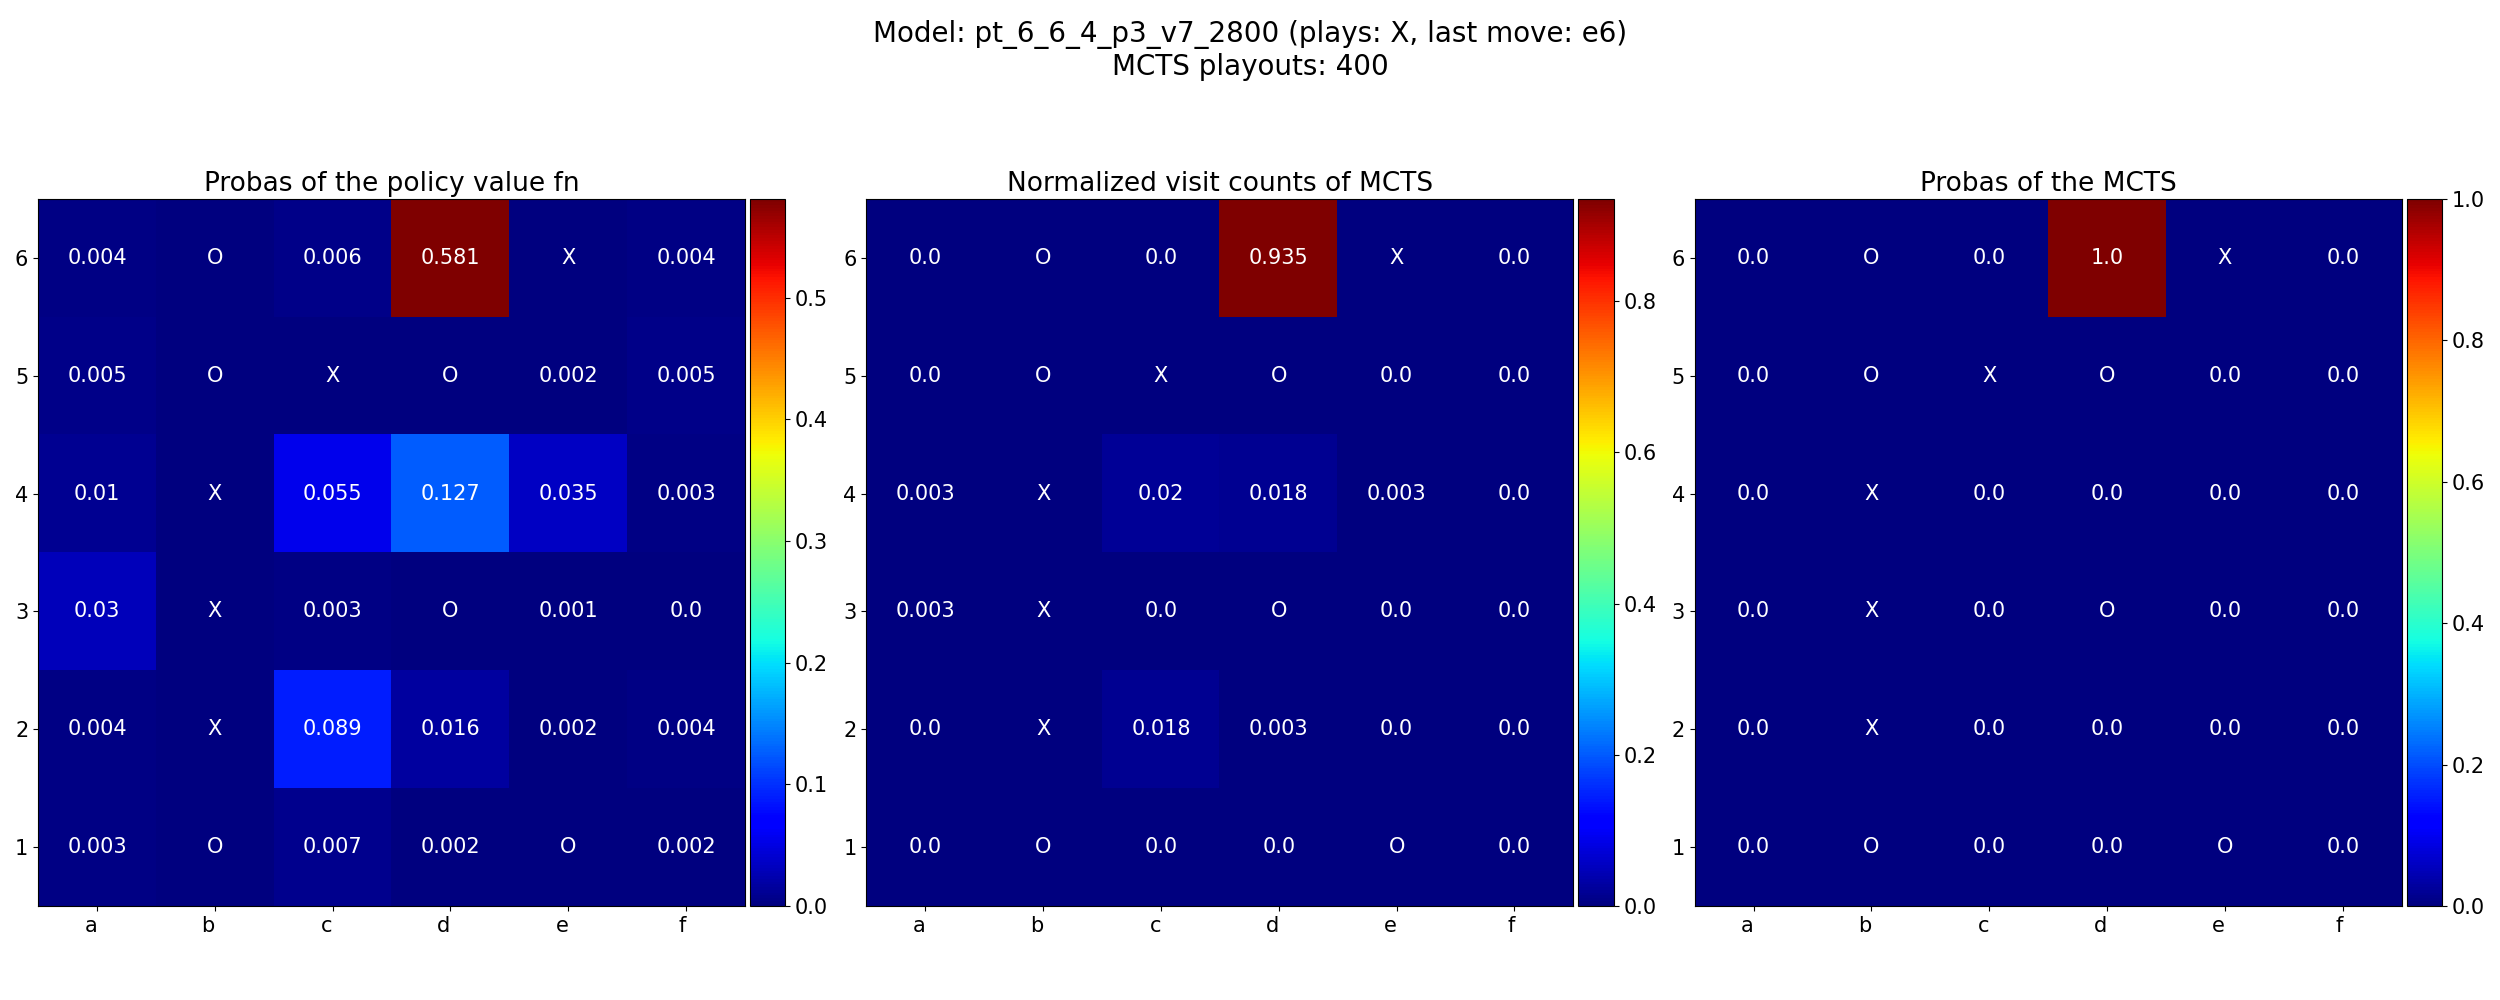 Model: pt_6_6_4_p3_v7_2800 (plays: X, last move: e6)
MCTS playouts: 400
Probas of the policy value fn
6 0.004 O 0.006 0.581 X 0.004
5 0.005 O X O 0.002 0.005
4 0.01 X 0.055 0.127 0.035 0.003
3 0.03 X 0.003 O 0.001 0.0
2 0.004 X 0.089 0.016 0.002 0.004
1 0.003 O 0.007 0.002 O 0.002
a b c d e f
0.5
0.4
0.3
0.2
0.1
0.0
Normalized visit counts of MCTS
6 0.0 O 0.0 0.935 X 0.0
5 0.0 O X O 0.0 0.0
4 0.003 X 0.02 0.018 0.003 0.0
3 0.003 X 0.0 O 0.0 0.0
2 0.0 X 0.018 0.003 0.0 0.0
1 0.0 O 0.0 0.0 O 0.0
a b c d e f
0.8
0.6
0.4
0.2
0.0
Probas of the MCTS
6 0.0 O 0.0 1.0 X 0.0
5 0.0 O X O 0.0 0.0
4 0.0 X 0.0 0.0 0.0 0.0
3 0.0 X 0.0 O 0.0 0.0
2 0.0 X 0.0 0.0 0.0 0.0
1 0.0 O 0.0 0.0 O 0.0
a b c d e f
1.0
0.8
0.6
0.4
0.2
0.0